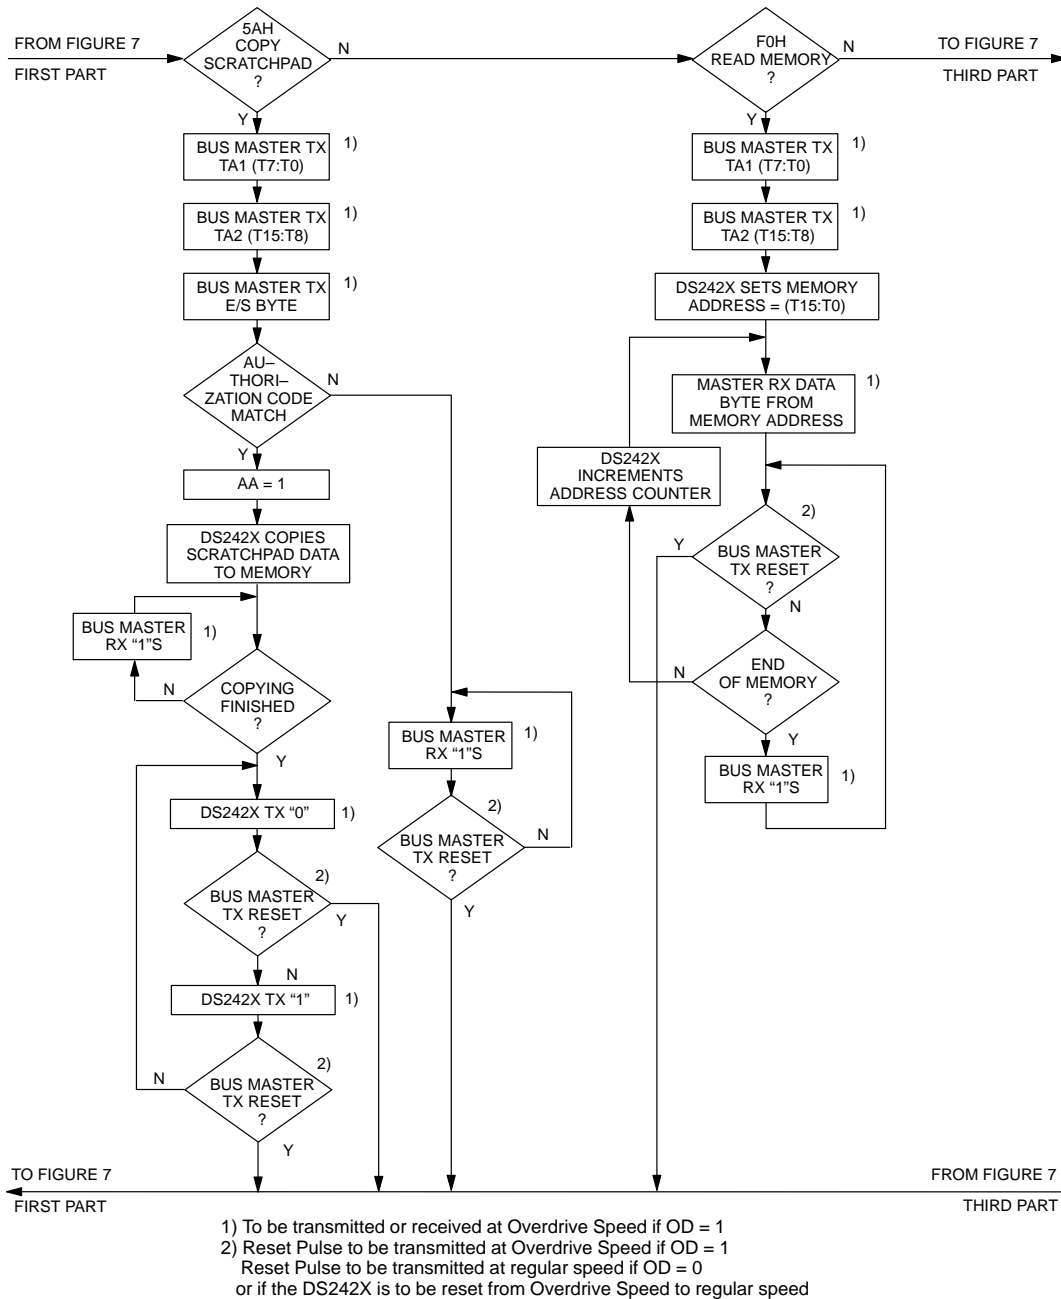 FROM FIGURE 7
FIRST PART
5AH
COPY
SCRATCHPAD
?
N
F0H
READ MEMORY
?
N
TO FIGURE 7
THIRD PART
Y
BUS MASTER TX
TA1 (T7:T0)
1)
BUS MASTER TX
TA2 (T15:T8)
1)
BUS MASTER TX
E/S BYTE
1)
AU–
THORI–
ZATION CODE
MATCH
N
Y
AA = 1
DS242X COPIES
SCRATCHPAD DATA
TO MEMORY
BUS MASTER
RX “1”S
1)
N
COPYING
FINISHED
?
Y
DS242X TX “0”
1)
2)
BUS MASTER
TX RESET
?
Y
N
DS242X TX “1”
1)
2)
BUS MASTER
TX RESET
?
N
Y
BUS MASTER
RX “1”S
1)
2)
BUS MASTER
TX RESET
?
N
Y
Y
BUS MASTER TX
TA1 (T7:T0)
1)
BUS MASTER TX
TA2 (T15:T8)
1)
DS242X SETS MEMORY
ADDRESS = (T15:T0)
MASTER RX DATA
BYTE FROM
MEMORY ADDRESS
1)
DS242X
INCREMENTS
ADDRESS COUNTER
2)
Y
BUS MASTER
TX RESET
?
N
N
END
OF MEMORY
?
Y
BUS MASTER
RX “1”S
1)
TO FIGURE 7
FIRST PART
FROM FIGURE 7
THIRD PART
1) To be transmitted or received at Overdrive Speed if OD = 1
2) Reset Pulse to be transmitted at Overdrive Speed if OD = 1
Reset Pulse to be transmitted at regular speed if OD = 0
or if the DS242X is to be reset from Overdrive Speed to regular speed